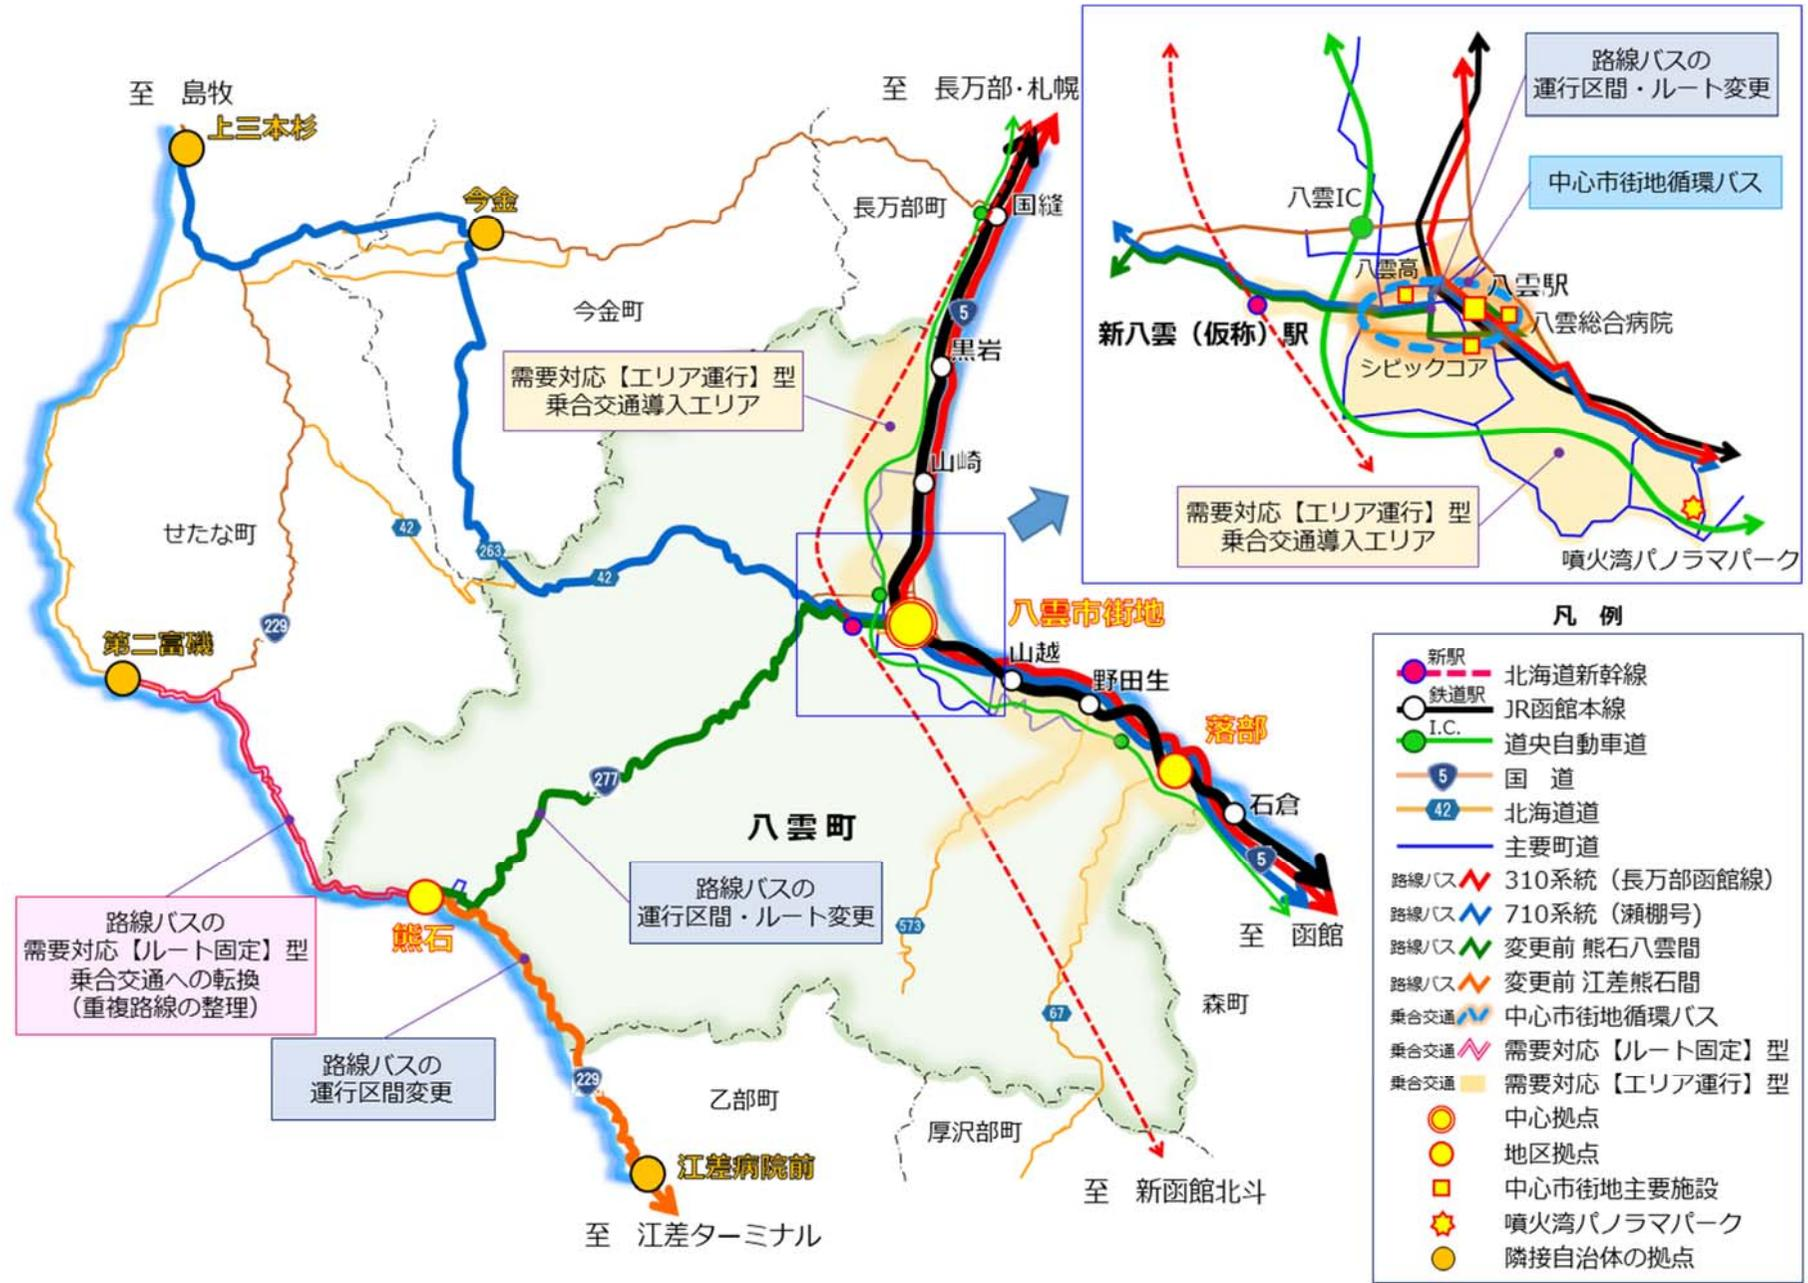 至 島牧
上三本杉
今金
至 長万部・札幌
長万部町
国縫
今金町
5
黒岩
需要対応【エリア運行】型
乗合交通導入エリア
山崎
せたな町
42
263
42
229
第二富磯
八雲市街地
山越
野田生
落部
石倉
5
至 函館
277
八雲町
路線バスの
運行区間・ルート変更
路線バスの
需要対応【ルート固定】型
乗合交通への転換
(重複路線の整理)
熊石
573
67
森町
路線バスの
運行区間変更
229
乙部町
厚沢部町
江差病院前
至 江差ターミナル
至 新函館北斗
路線バスの
運行区間・ルート変更
中心市街地循環バス
八雲IC
八雲高
八雲駅
八雲総合病院
新八雲(仮称)駅
シビックコア
需要対応【エリア運行】型
乗合交通導入エリア
噴火湾パノラマパーク
凡 例
新駅 北海道新幹線
鉄道駅 JR函館本線
I.C. 道央自動車道
5 国 道
42 北海道道
主要町道
路線バス 310系統(長万部函館線)
路線バス 710系統(瀬棚号)
路線バス 変更前 熊石八雲間
路線バス 変更前 江差熊石間
乗合交通 中心市街地循環バス
乗合交通 需要対応【ルート固定】型
乗合交通 需要対応【エリア運行】型
中心拠点
地区拠点
中心市街地主要施設
噴火湾パノラマパーク
隣接自治体の拠点